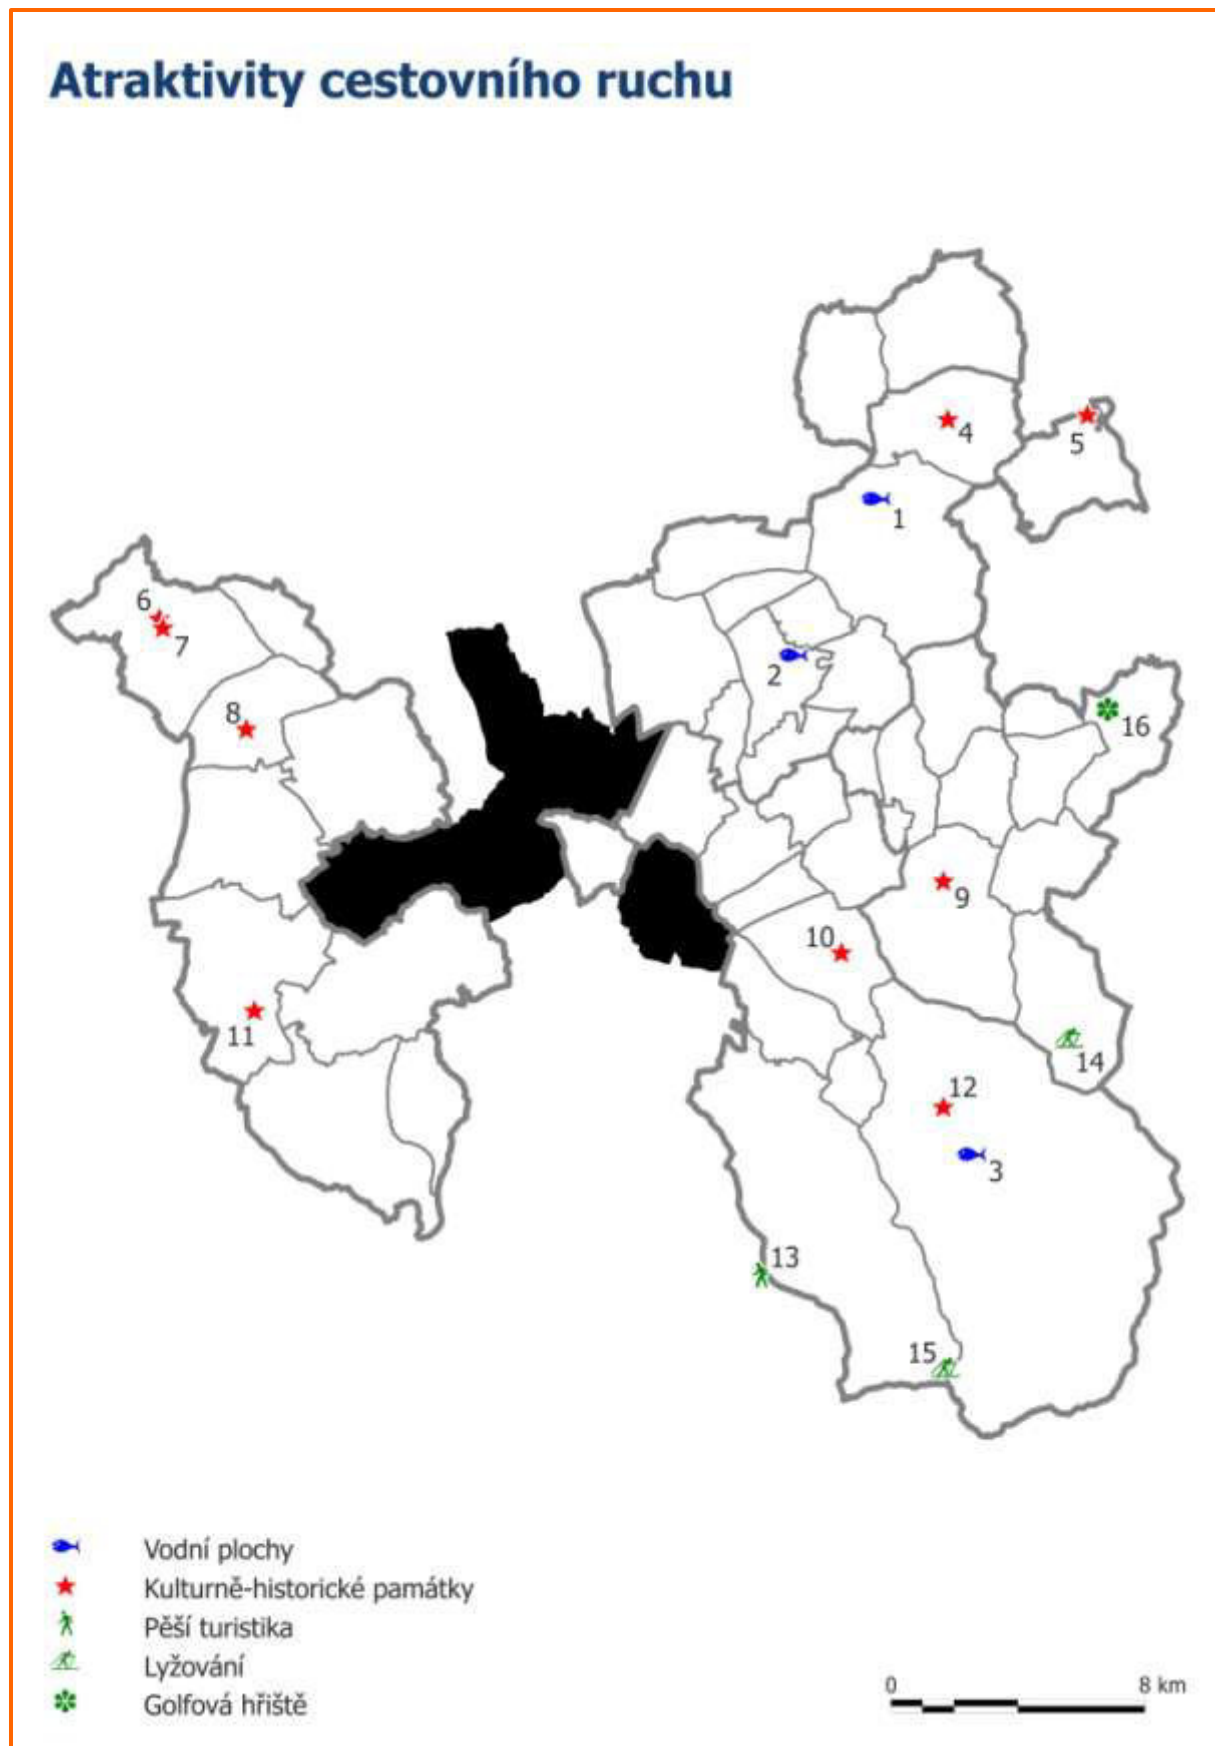 Atraktivity cestovního ruchu
4
5
1
6
7
2
8
16
9
10
11
14
12
3
13
15
Vodní plochy
Kulturně-historické památky
Pěší turistika
Lyžování
Golfová hřiště
0 8 km